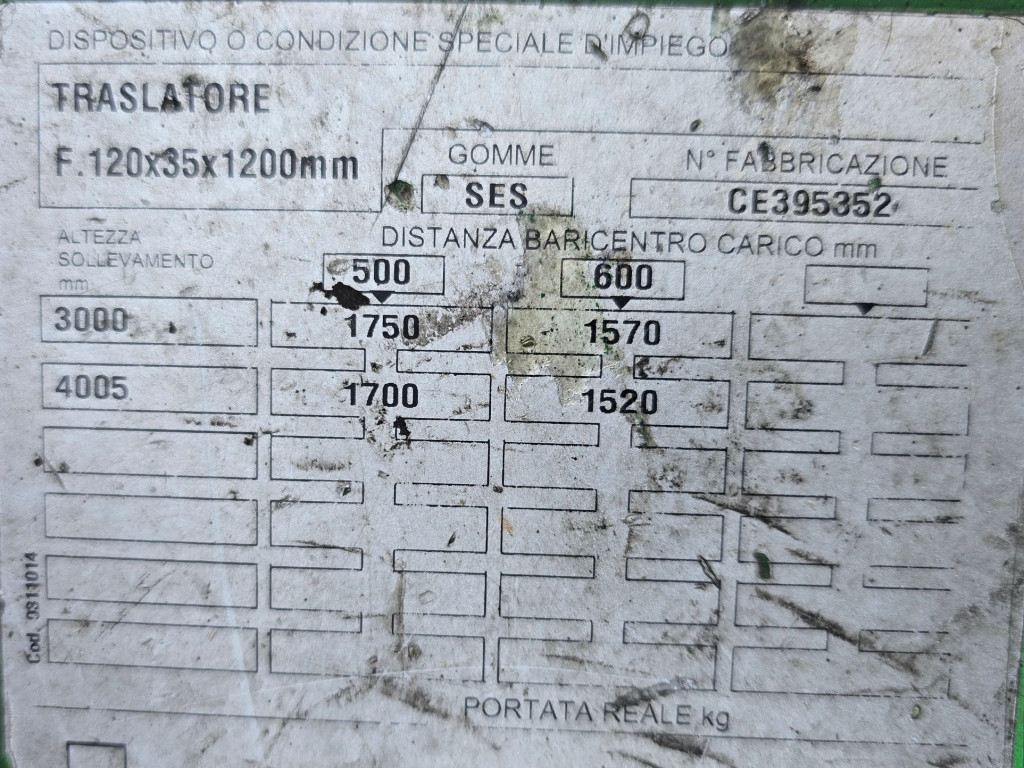 DISPOSITIVO O CONDIZIONE SPECIALE D'IMPIEGO
TRASLATORE
F.120x35x1200mm
GOMME
SES
N° FABBRICAZIONE
CE395352
ALTEZZA
SOLLEVAMENTO
mm
DISTANZA BARICENTRO CARICO mm
500 600
3000 1750 1570
4005 1700 1520
Cod. 0911014
PORTATA REALE kg